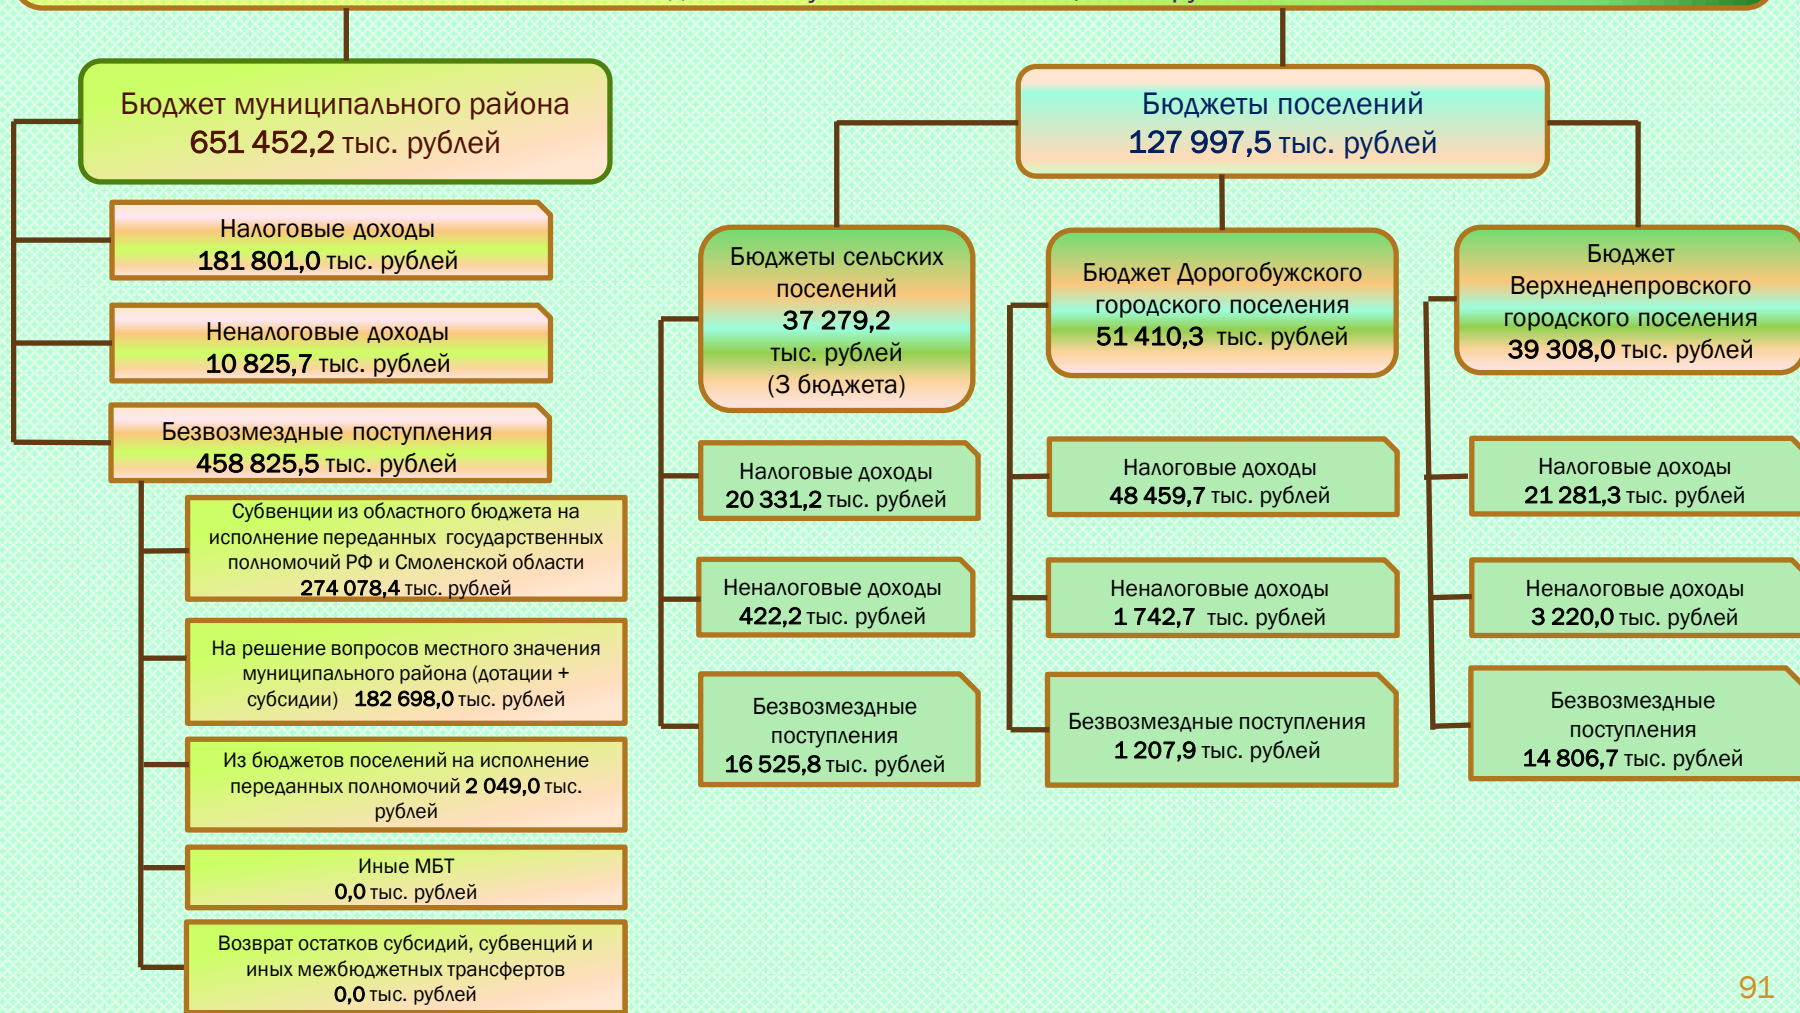 Бюджет муниципального района
651 452,2 тыс. рублей
Налоговые доходы
181 801,0 тыс. рублей
Неналоговые доходы
10 825,7 тыс. рублей
Безвозмездные поступления
458 825,5 тыс. рублей
Субвенции из областного бюджета на
исполнение переданных государственных
полномочий РФ и Смоленской области
274 078,4 тыс. рублей
На решение вопросов местного значения
муниципального района (дотации +
субсидии) 182 698,0 тыс. рублей
Из бюджетов поселений на исполнение
переданных полномочий 2 049,0 тыс.
рублей
Иные МБТ
0,0 тыс. рублей
Возврат остатков субсидий, субвенций и
иных межбюджетных трансфертов
0,0 тыс. рублей
Бюджеты поселений
127 997,5 тыс. рублей
Бюджеты сельских
поселений
37 279,2
тыс. рублей
(3 бюджета)
Налоговые доходы
20 331,2 тыс. рублей
Неналоговые доходы
422,2 тыс. рублей
Безвозмездные
поступления
16 525,8 тыс. рублей
Бюджет Дорогобужского
городского поселения
51 410,3 тыс. рублей
Налоговые доходы
48 459,7 тыс. рублей
Неналоговые доходы
1 742,7 тыс. рублей
Безвозмездные поступления
1 207,9 тыс. рублей
Бюджет
Верхнеднепровского
городского поселения
39 308,0 тыс. рублей
Налоговые доходы
21 281,3 тыс. рублей
Неналоговые доходы
3 220,0 тыс. рублей
Безвозмездные
поступления
14 806,7 тыс. рублей
91